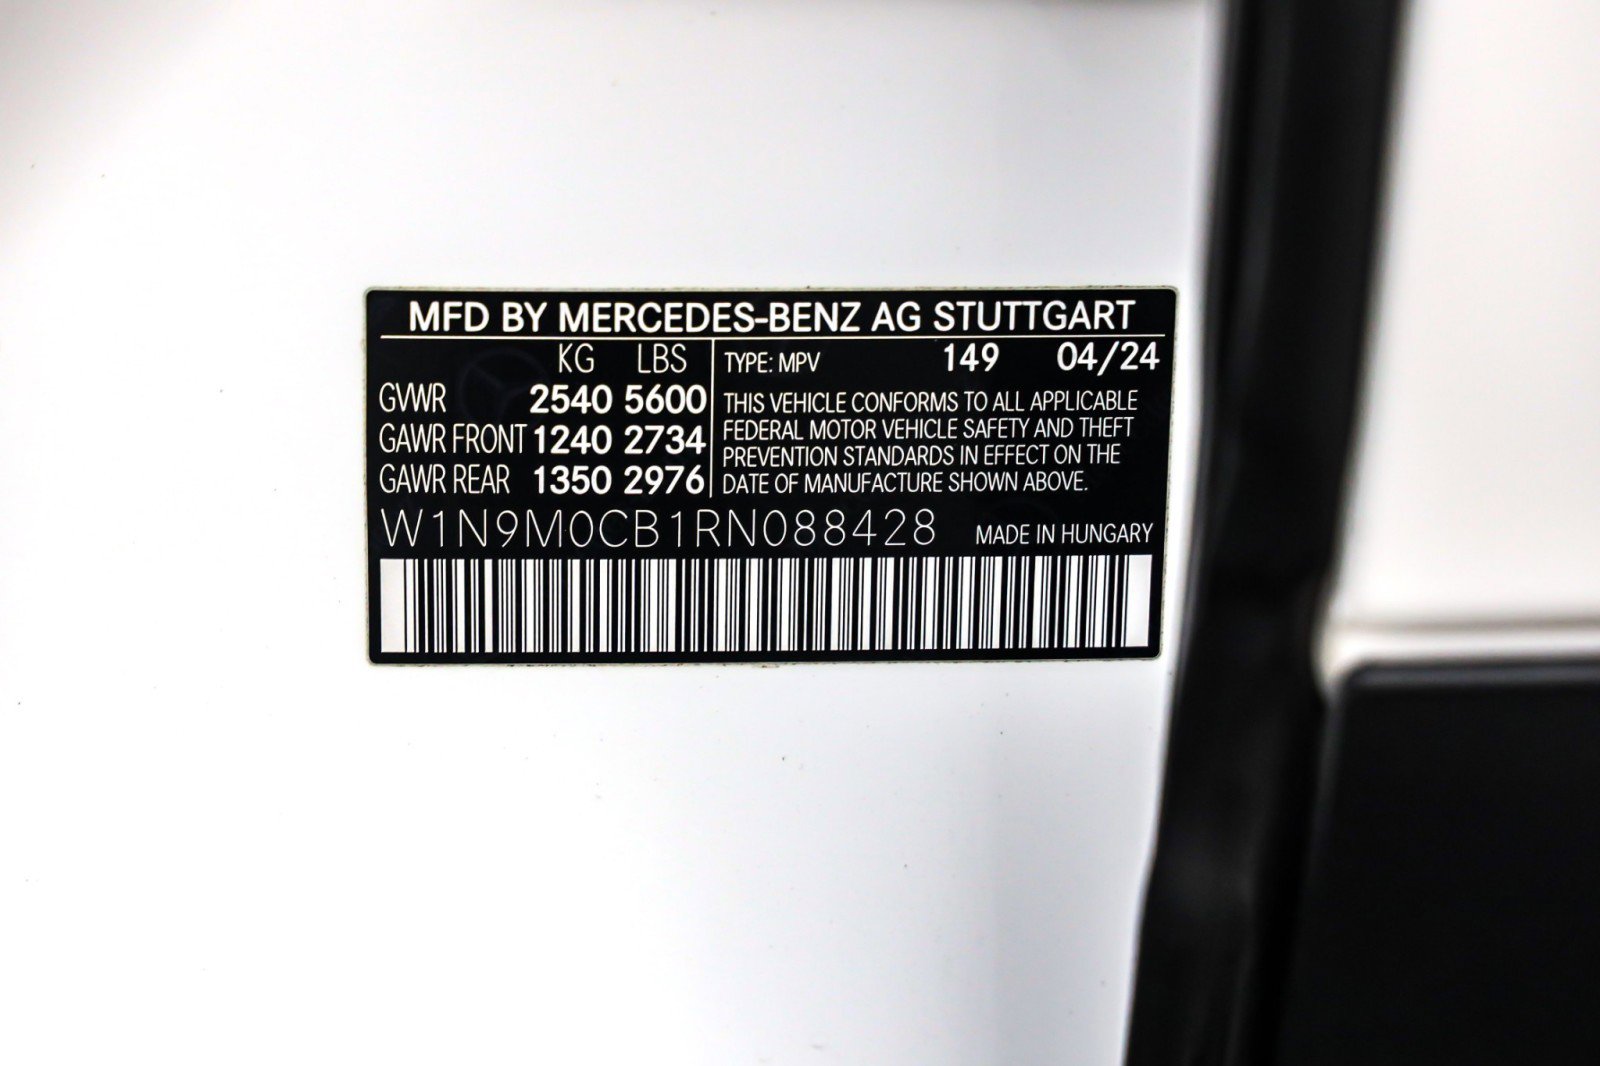 MFD BY MERCEDES-BENZ AG STUTTGART
KG LBS
GVWR 2540 5600
GAWR FRONT 1240 2734
GAWR REAR 1350 2976
TYPE: MPV 149 04/24
THIS VEHICLE CONFORMS TO ALL APPLICABLE
FEDERAL MOTOR VEHICLE SAFETY AND THEFT
PREVENTION STANDARDS IN EFFECT ON THE
DATE OF MANUFACTURE SHOWN ABOVE.
W1N9M0CB1RN088428 MADE IN HUNGARY